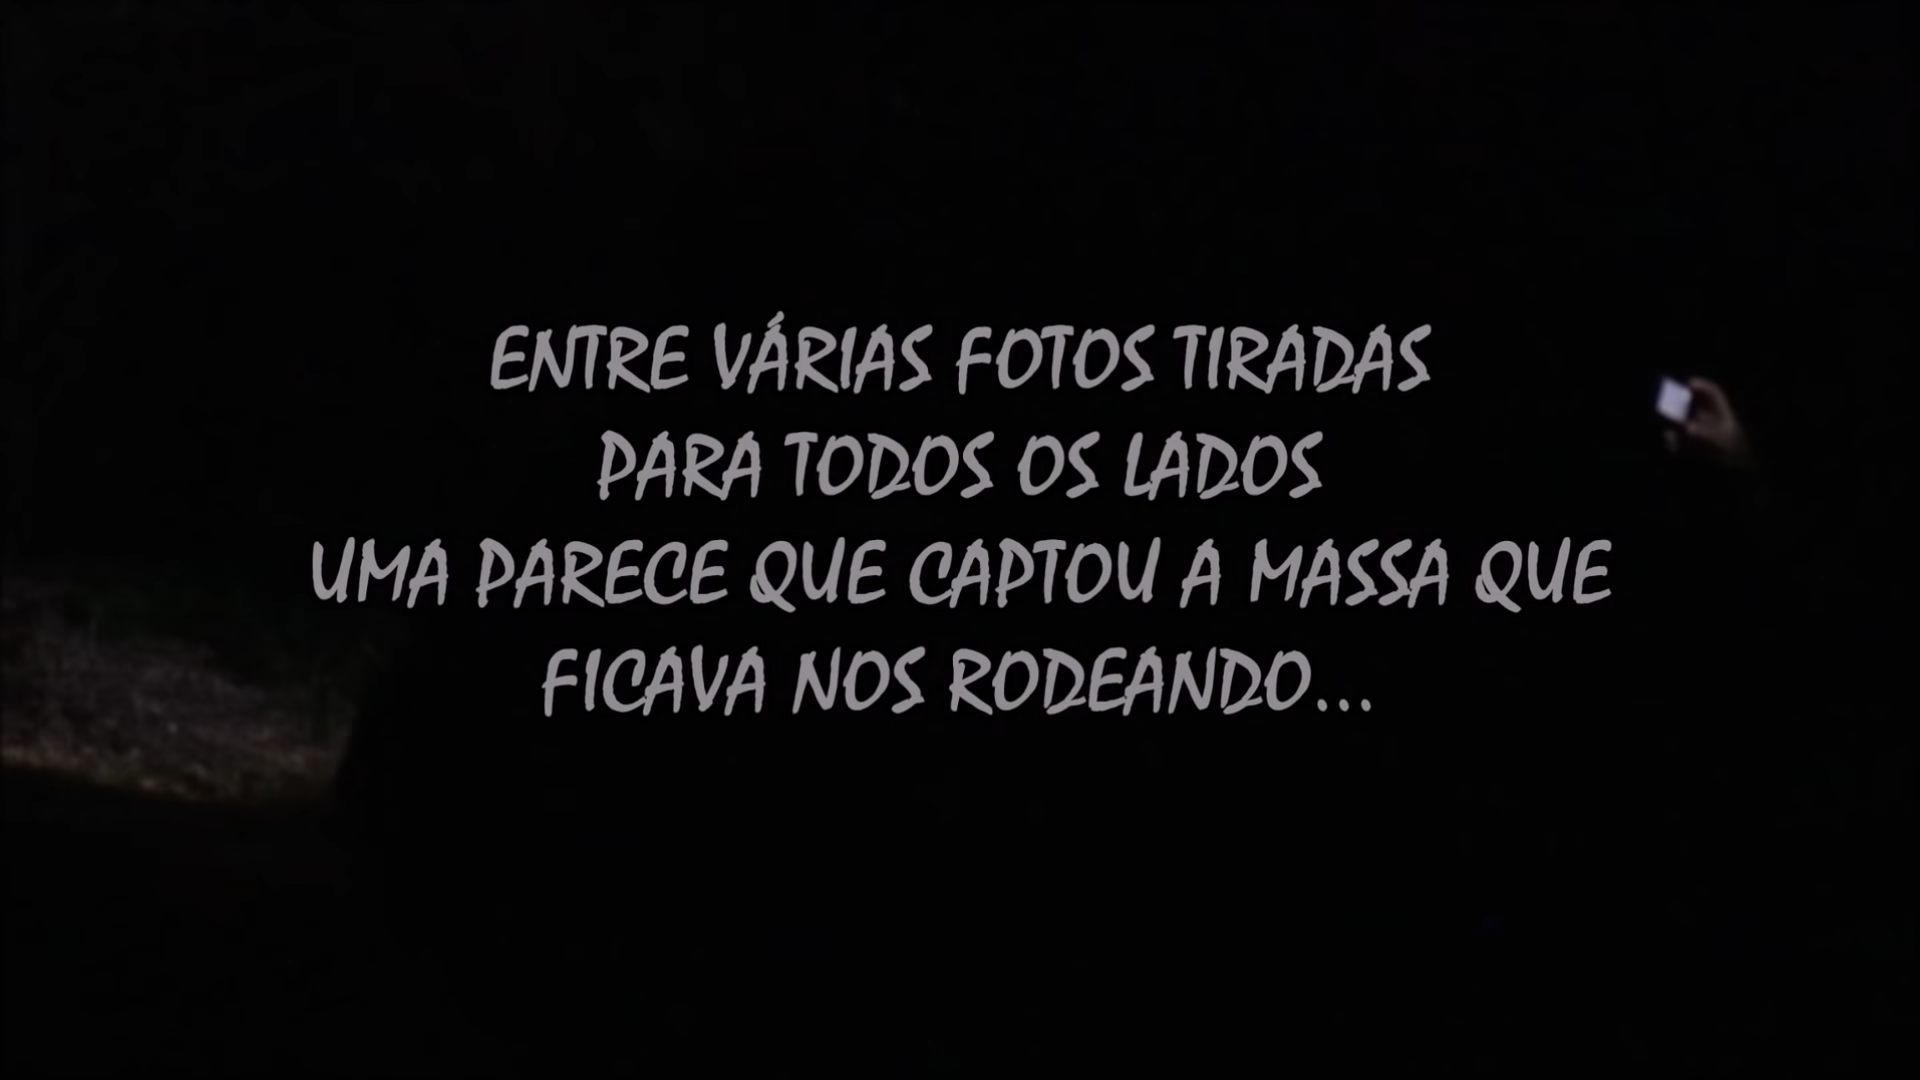 ENTRE VÁRIAS FOTOS TIRADAS
PARA TODOS OS LADOS
UMA PARECE QUE CAPTOU A MASSA QUE
FICAVA NOS RODEANDO...